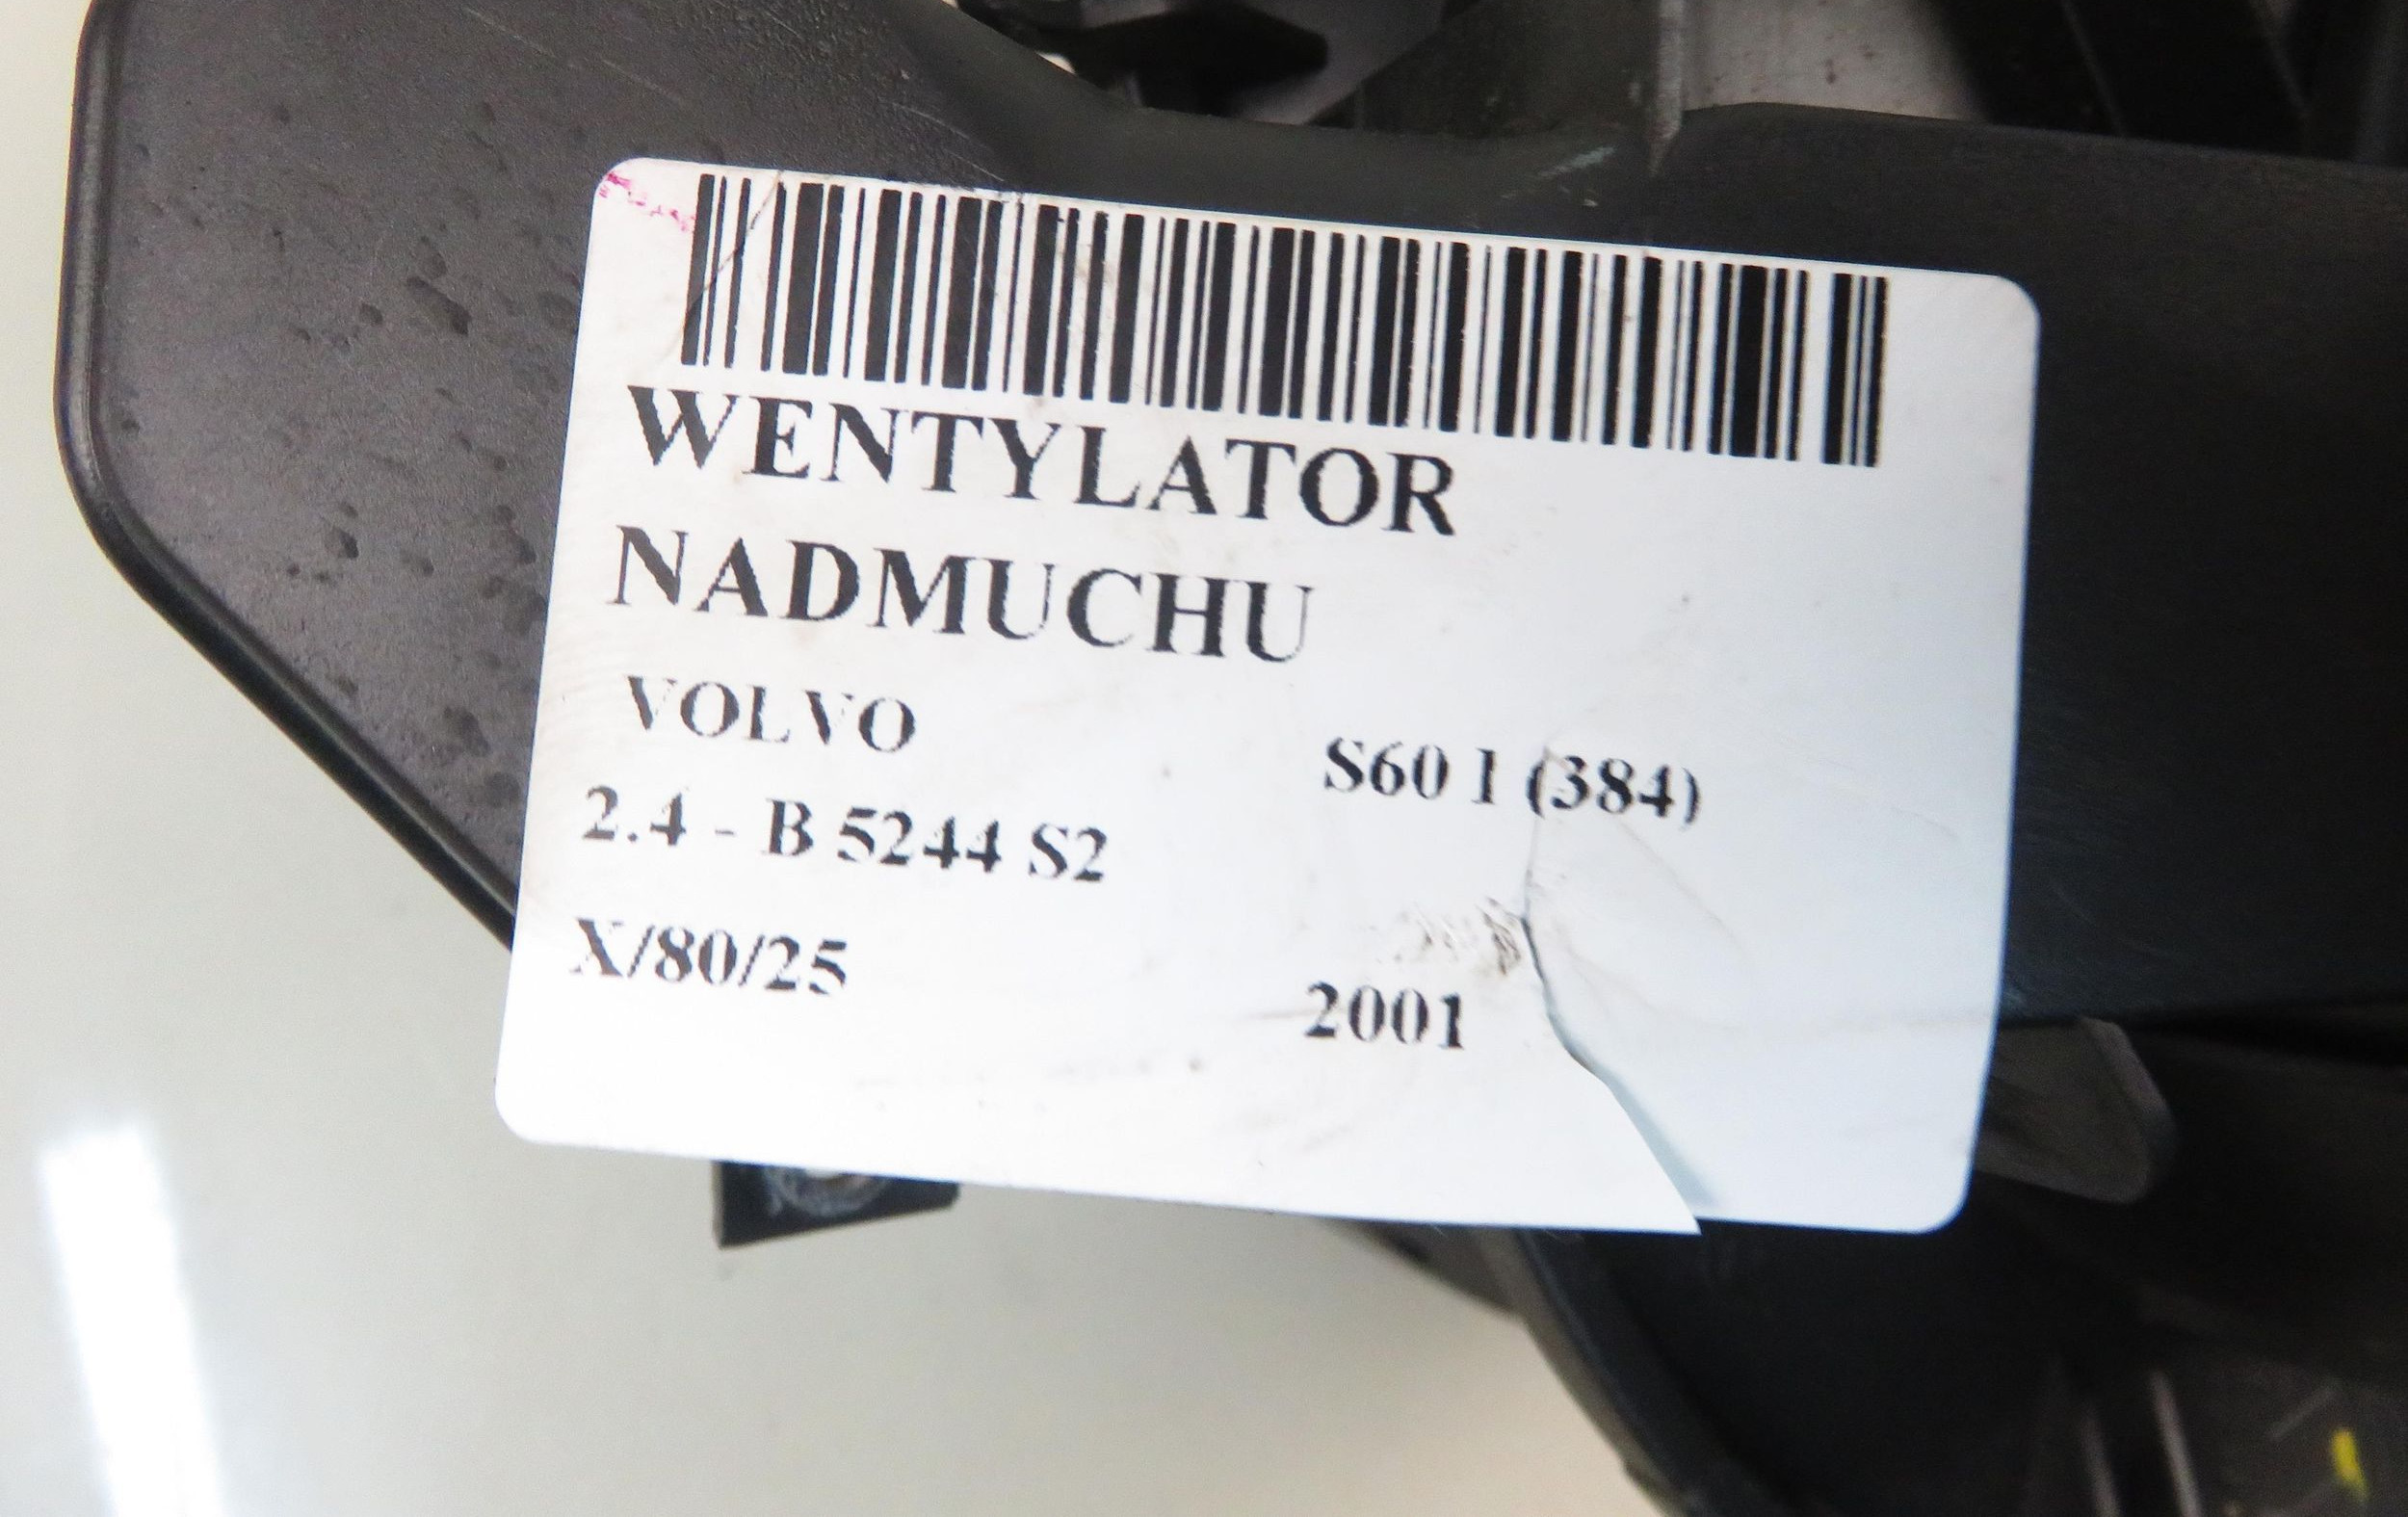 WENTYLATOR
NADMUCHU
VOLVO
S60 I (384)
2.4 - B 5244 S2
X/80/25
2001